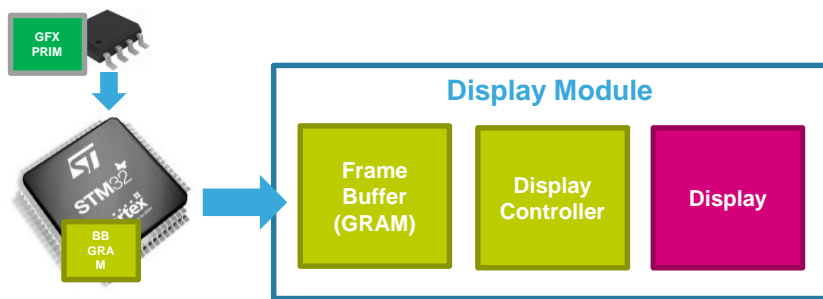 GFX
PRIM
STM32
BB
GRA
M
Display Module
Frame
Buffer
(GRAM)
Display
Controller
Display